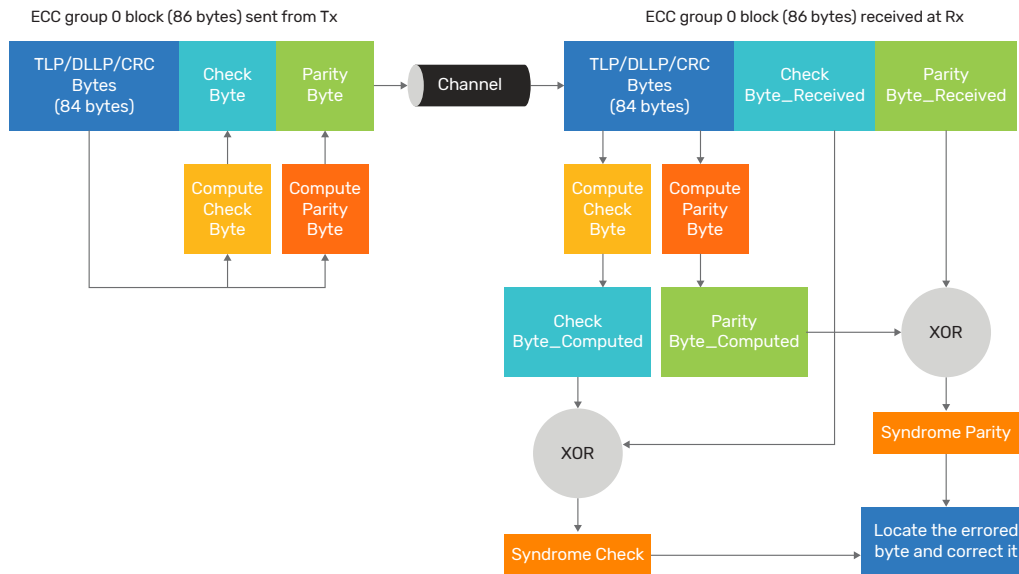 ECC group 0 block (86 bytes) sent from Tx
TLP/DLLP/CRC
Bytes
(84 bytes)
Check
Byte
Parity
Byte
Compute
Check
Byte
Compute
Parity
Byte
Channel
ECC group 0 block (86 bytes) received at Rx
TLP/DLLP/CRC
Bytes
(84 bytes)
Check
Byte_Received
Parity
Byte_Received
Compute
Check
Byte
Compute
Parity
Byte
Check
Byte_Computed
Parity
Byte_Computed
XOR
XOR
Syndrome Parity
Syndrome Check
Locate the errored
byte and correct it